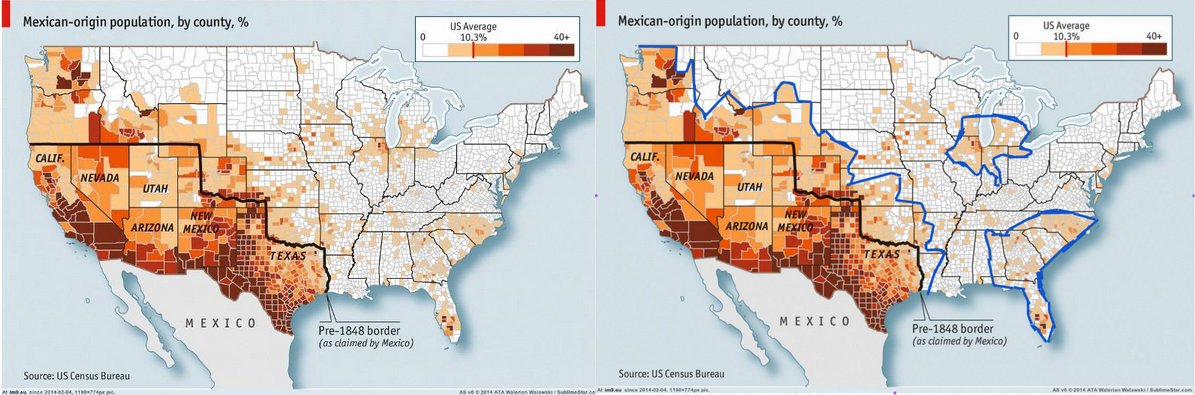 Mexican-origin population, by county, %
US Average
0 10.3% 40+
CALIF.
NEVADA
UTAH
ARIZONA
NEW
MEXICO
TEXAS
MEXICO
Pre-1848 border
(as claimed by Mexico)
Source: US Census Bureau
At im9.eu since 2014-02-04, 1190×774px pic.
AS v6 © 2014 ATA Walerian Walawski / SublimeStar.co
Mexican-origin population, by county, %
US Average
0 10.3% 40+
CALIF.
NEVADA
UTAH
ARIZONA
NEW
MEXICO
TEXAS
MEXICO
Pre-1848 border
(as claimed by Mexico)
Source: US Census Bureau
At im9.eu since 2014-02-04, 1190×774px pic.
AS v6 © 2014 ATA Walerian Walawski / SublimeStar.com